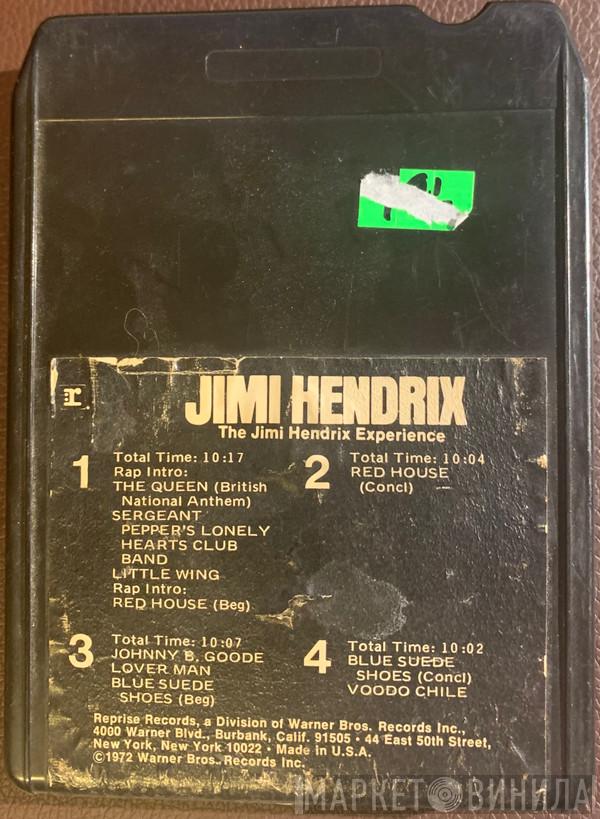 r
JIMI HENDRIX
The Jimi Hendrix Experience
1
Total Time: 10:17
Rap Intro:
THE QUEEN (British
National Anthem)
SERGEANT
PEPPER'S LONELY
HEARTS CLUB
BAND
LITTLE WING
Rap Intro:
RED HOUSE (Beg)
2
Total Time: 10:04
RED HOUSE
(Concl)
3
Total Time: 10:07
JOHNNY B. GOODE
LOVER MAN
BLUE SUEDE
SHOES (Beg)
4
Total Time: 10:02
BLUE SUEDE
SHOES (Concl)
VOODO CHILE
Reprise Records, a Division of Warner Bros. Records Inc.,
4000 Warner Blvd., Burbank, Calif. 91505 • 44 East 50th Street,
New York, New York 10022 • Made in U.S.A.
©1972 Warner Bros. Records Inc.
МАРКЕТ ВИНИЛА